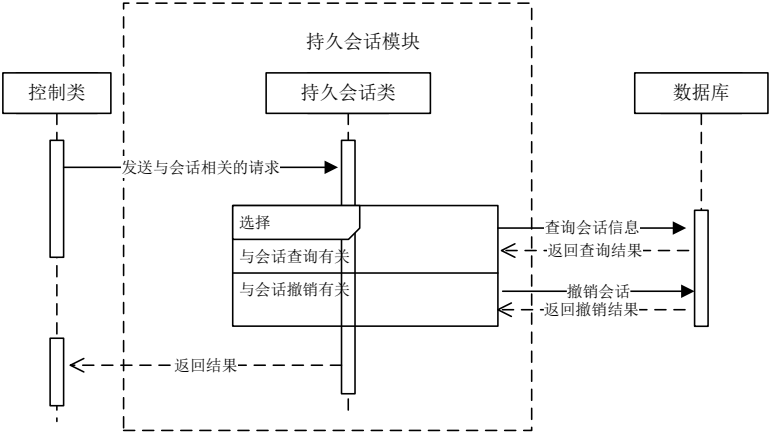 持久会话模块
控制类
持久会话类
数据库
发送与会话相关的请求
选择
查询会话信息
与会话查询有关
返回查询结果
与会话撤销有关
撤销会话
返回撤销结果
返回结果